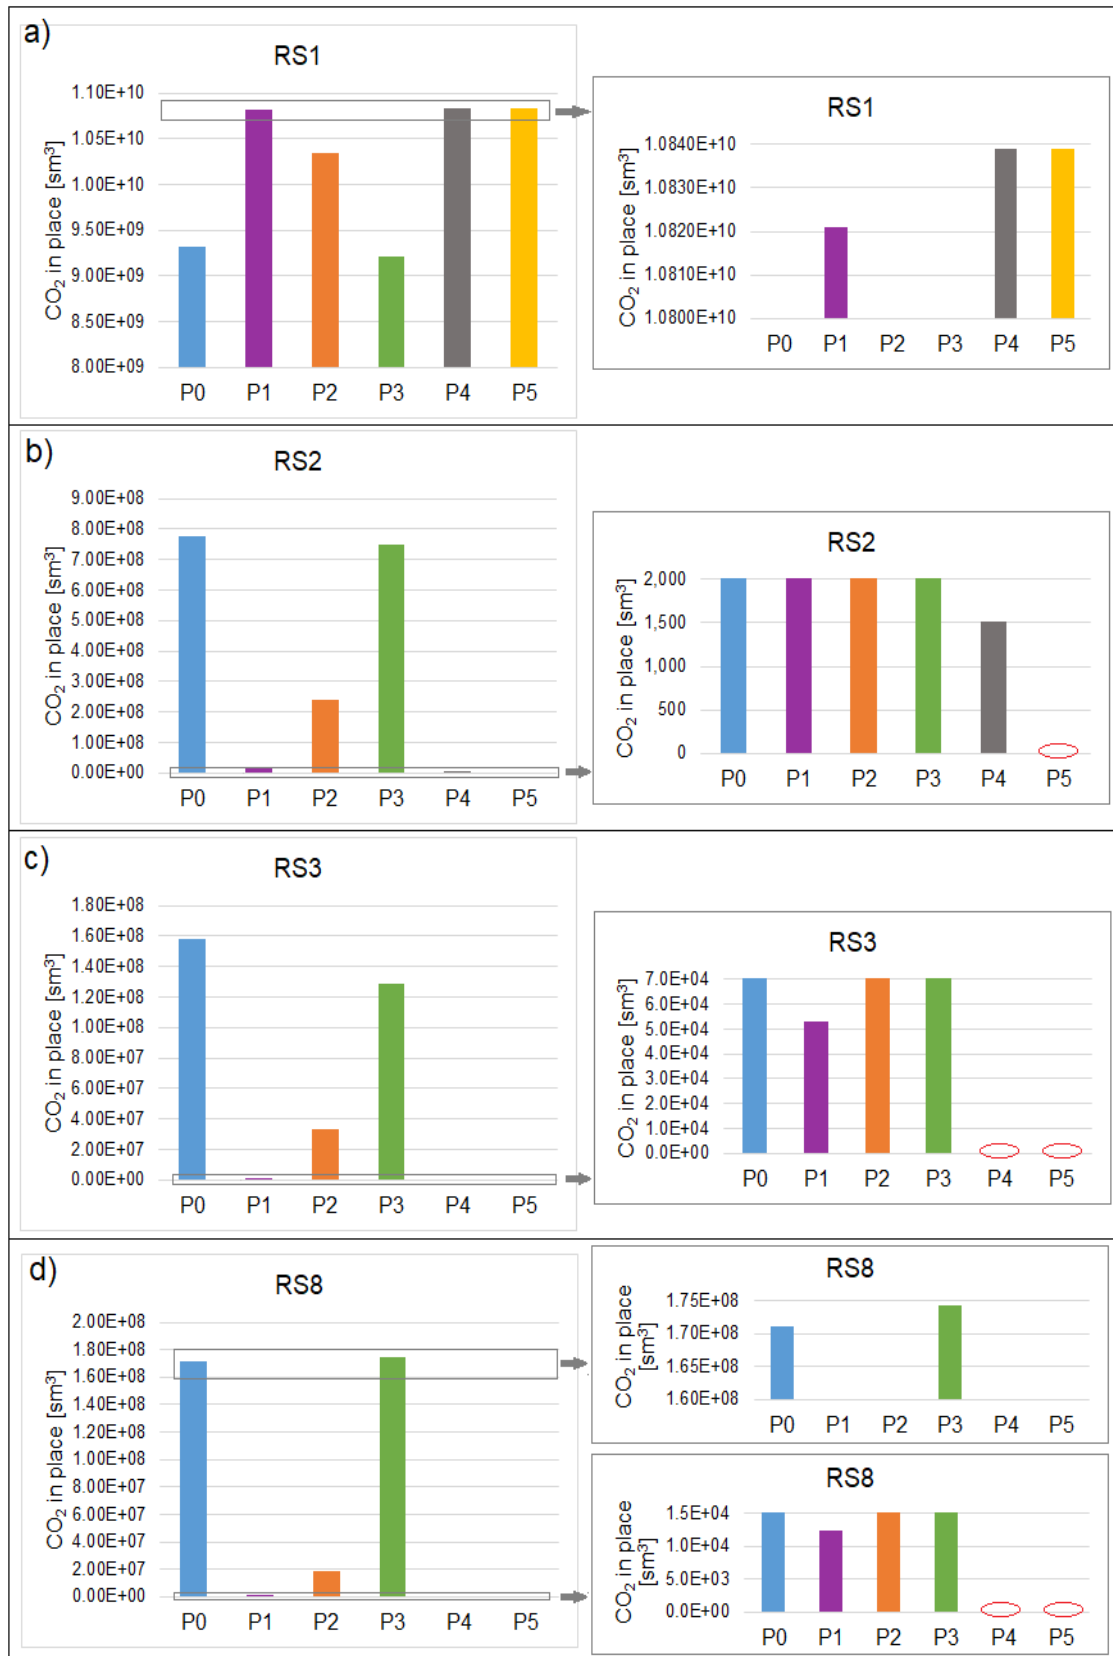 a)
RS1
CO₂ in place [sm³]
1.10E+10
1.05E+10
1.00E+10
9.50E+09
9.00E+09
8.50E+09
8.00E+09
P0 P1 P2 P3 P4 P5
RS1
CO₂ in place [sm³]
1.0840E+10
1.0830E+10
1.0820E+10
1.0810E+10
1.0800E+10
P0 P1 P2 P3 P4 P5
b)
RS2
CO₂ in place [sm³]
9.00E+08
8.00E+08
7.00E+08
6.00E+08
5.00E+08
4.00E+08
3.00E+08
2.00E+08
1.00E+08
0.00E+00
P0 P1 P2 P3 P4 P5
RS2
CO₂ in place [sm³]
2,000
1,500
1,000
500
0
P0 P1 P2 P3 P4 P5
c)
RS3
CO₂ in place [sm³]
1.80E+08
1.60E+08
1.40E+08
1.20E+08
1.00E+08
8.00E+07
6.00E+07
4.00E+07
2.00E+07
0.00E+00
P0 P1 P2 P3 P4 P5
RS3
CO₂ in place [sm³]
7.0E+04
6.0E+04
5.0E+04
4.0E+04
3.0E+04
2.0E+04
1.0E+04
0.0E+00
P0 P1 P2 P3 P4 P5
d)
RS8
CO₂ in place [sm³]
2.00E+08
1.80E+08
1.60E+08
1.40E+08
1.20E+08
1.00E+08
8.00E+07
6.00E+07
4.00E+07
2.00E+07
0.00E+00
P0 P1 P2 P3 P4 P5
RS8
CO₂ in place
[sm³]
1.75E+08
1.70E+08
1.65E+08
1.60E+08
P0 P1 P2 P3 P4 P5
RS8
CO₂ in place
[sm³]
1.5E+04
1.0E+04
5.0E+03
0.0E+00
P0 P1 P2 P3 P4 P5